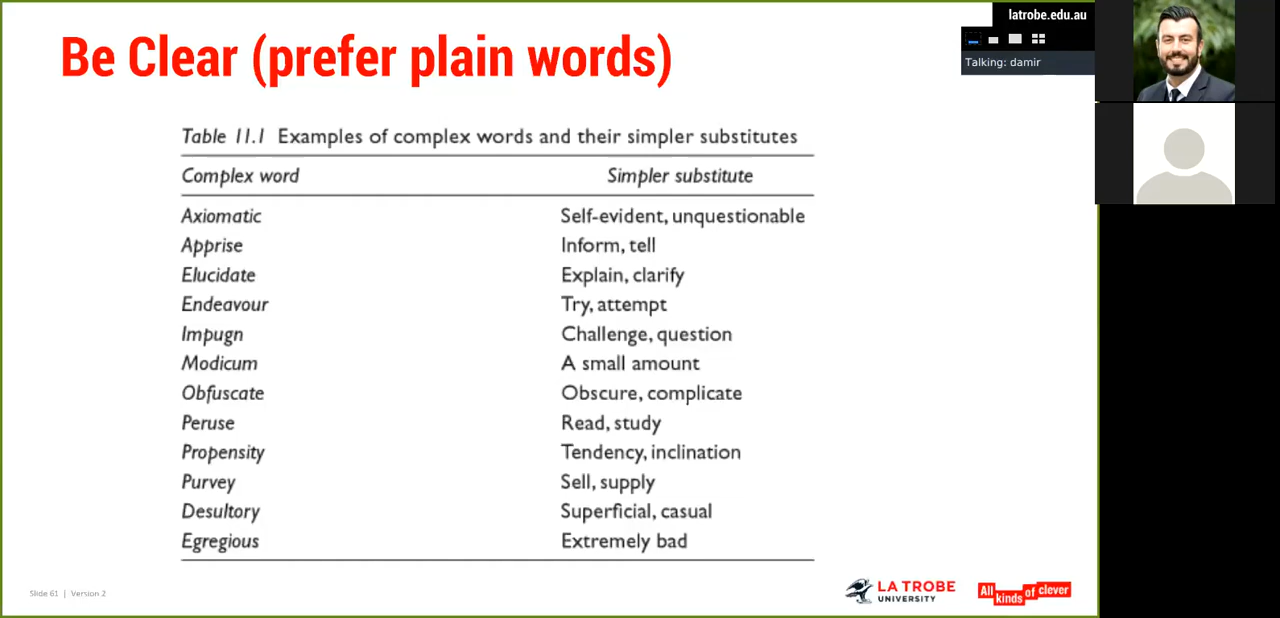 latrobe.edu.au
Be Clear (prefer plain words)
Talking: damir
Table 11.1 Examples of complex words and their simpler substitutes
Complex word Simpler substitute
Axiomatic Self-evident, unquestionable
Apprise Inform, tell
Elucidate Explain, clarify
Endeavour Try, attempt
Impugn Challenge, question
Modicum A small amount
Obfuscate Obscure, complicate
Peruse Read, study
Propensity Tendency, inclination
Purvey Sell, supply
Desultory Superficial, casual
Egregious Extremely bad
Slide 61 | Version 2
LA TROBE
UNIVERSITY
All kinds of clever